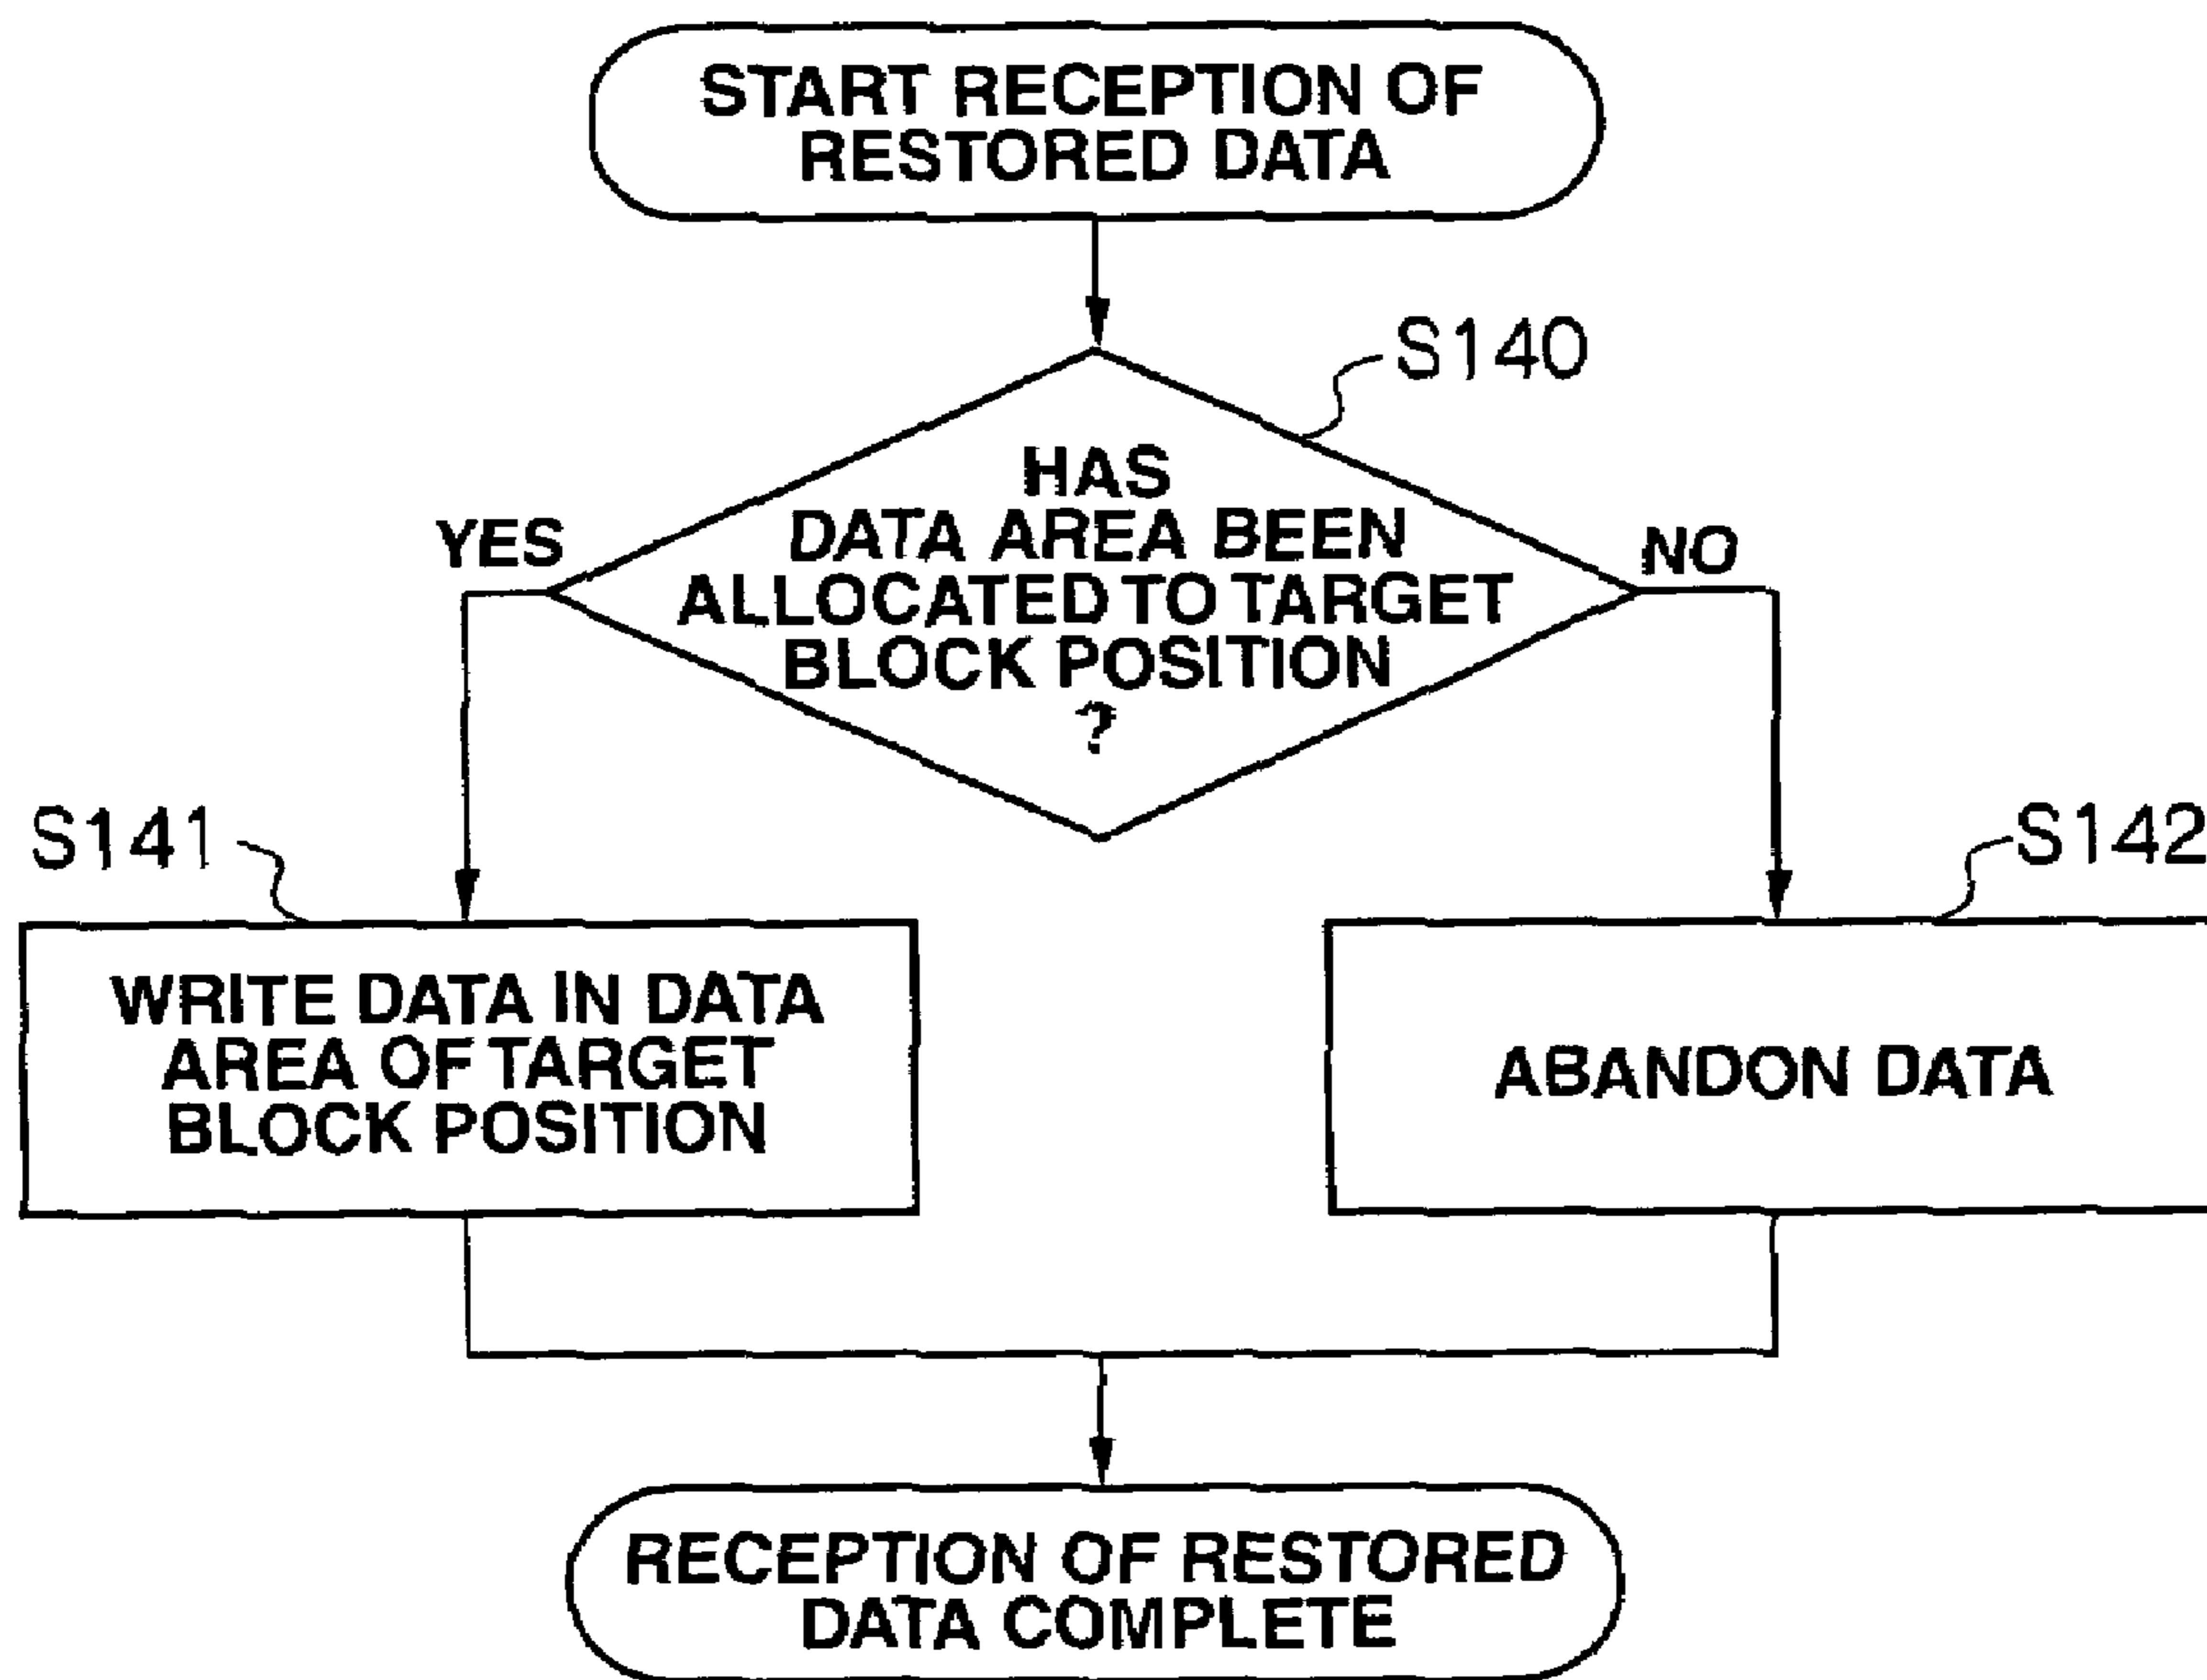 START RECEPTION OF
RESTORED DATA
S140
HAS
DATA AREA BEEN
ALLOCATED TO TARGET
BLOCK POSITION
?
YES
NO
S141
S142
WRITE DATA IN DATA
AREA OF TARGET
BLOCK POSITION
ABANDON DATA
RECEPTION OF RESTORED
DATA COMPLETE